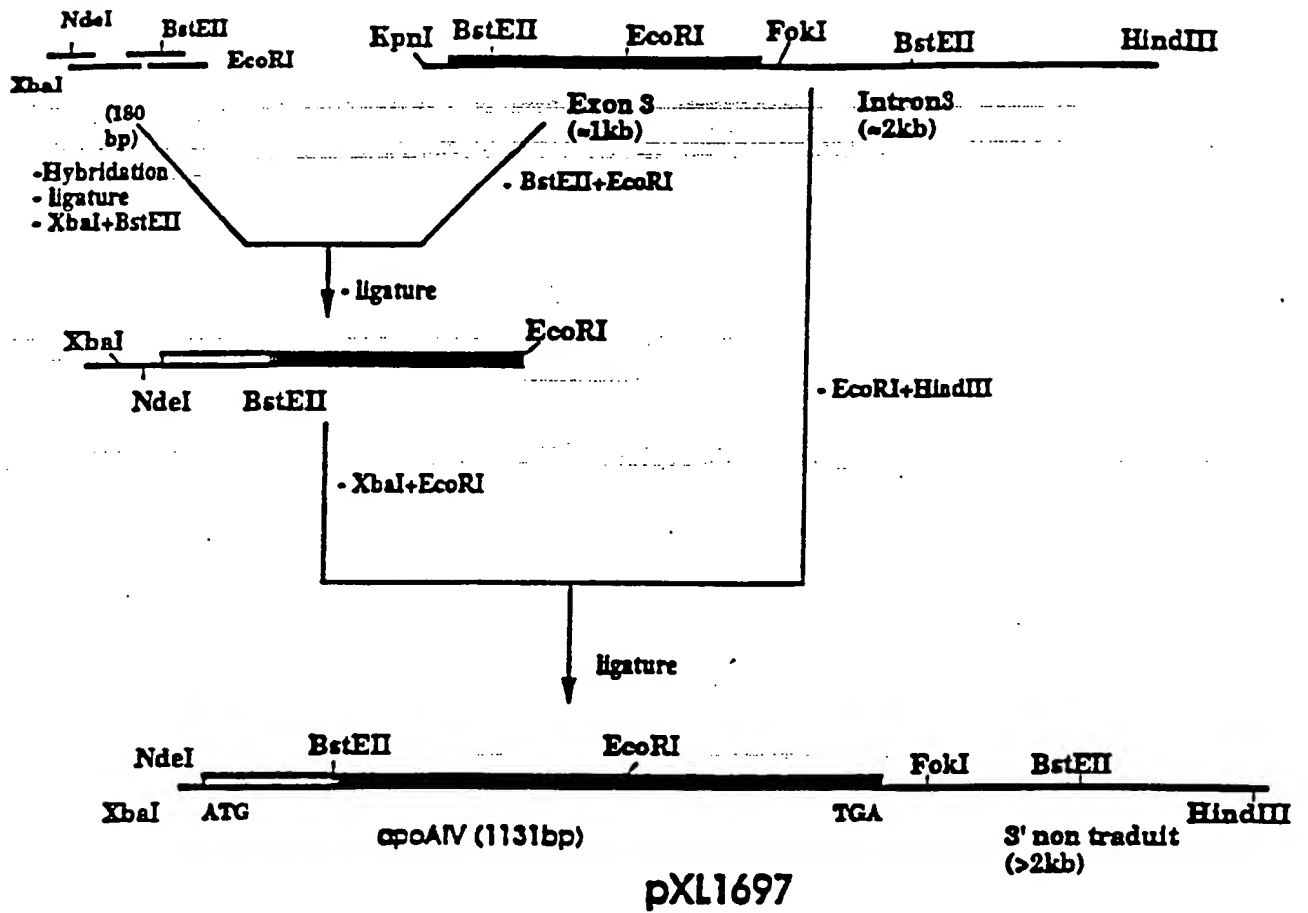 NdeI
BstEII
XbaI
EcoRI
KpnI
BstEII
EcoRI
FokI
BstEII
HindIII
(180
bp)
Exon 3
(≈1kb)
Intron3
(≈2kb)
-Hybridation
- ligature
- XbaI+BstEII
- BstEII+EcoRI
- ligature
XbaI
EcoRI
NdeI
BstEII
- EcoRI+HindIII
- XbaI+EcoRI
ligature
NdeI
BstEII
EcoRI
FokI
BstEII
XbaI
ATG
TGA
HindIII
apoAIV (1131bp)
3' non traduit
(>2kb)
pXL1697